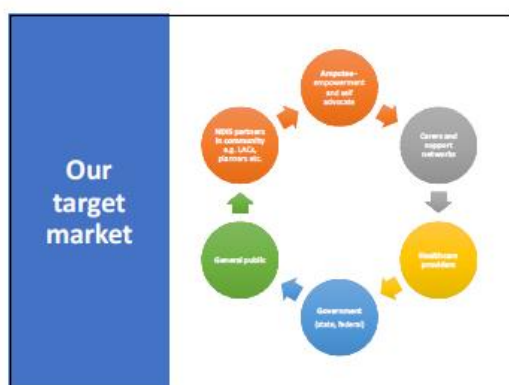 Our
target
market
Amputee–
empowerment
and self
advocate
Carers and
support
networks
Healthcare
providers
Government
(state, federal)
General public
NDIS partners
in community
e.g. LACs,
planners etc.